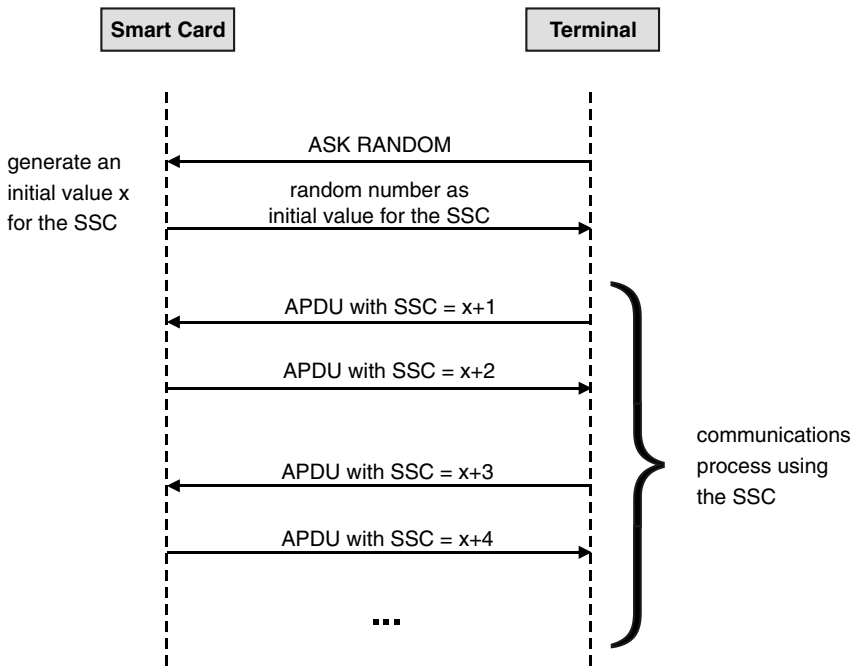 Smart Card
Terminal
ASK RANDOM
generate an
initial value x
for the SSC
random number as
initial value for the SSC
APDU with SSC = x+1
APDU with SSC = x+2
APDU with SSC = x+3
APDU with SSC = x+4
...
communications
process using
the SSC